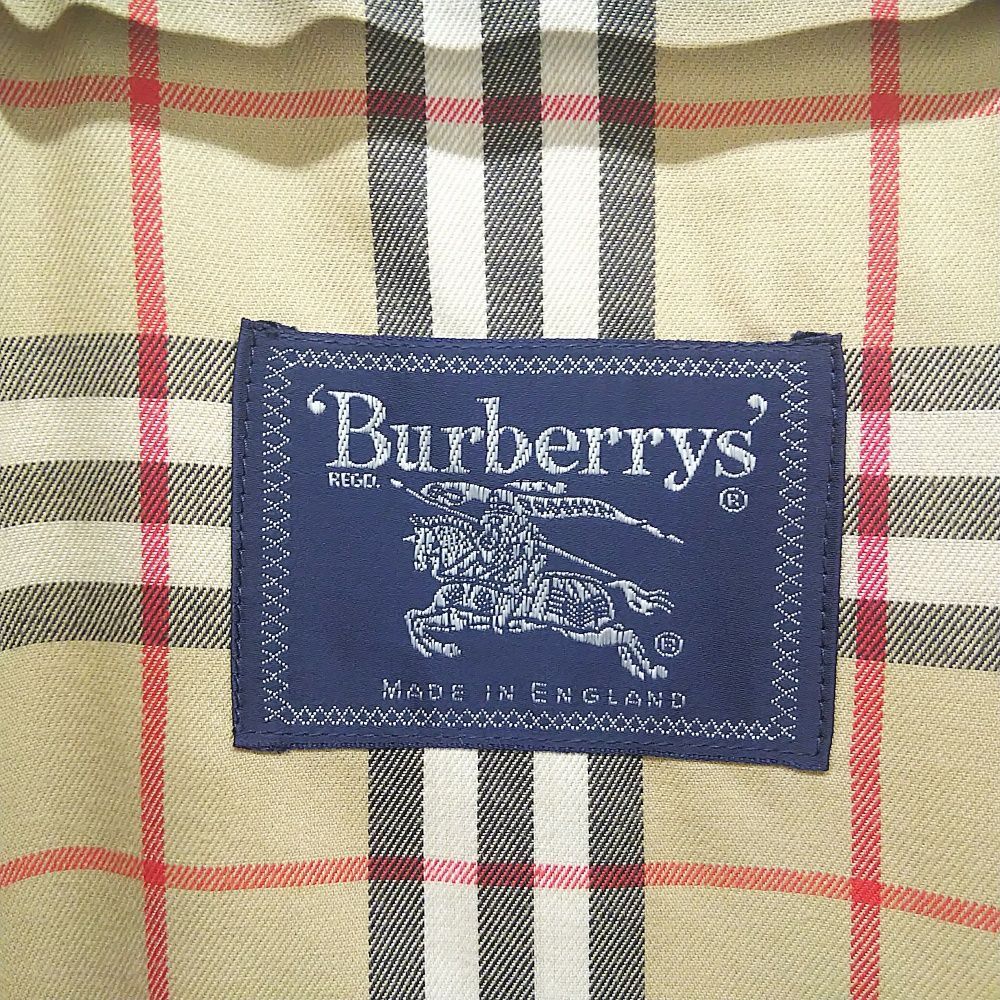 ‘Burberrys’
REGD. ®
®
MADE IN ENGLAND